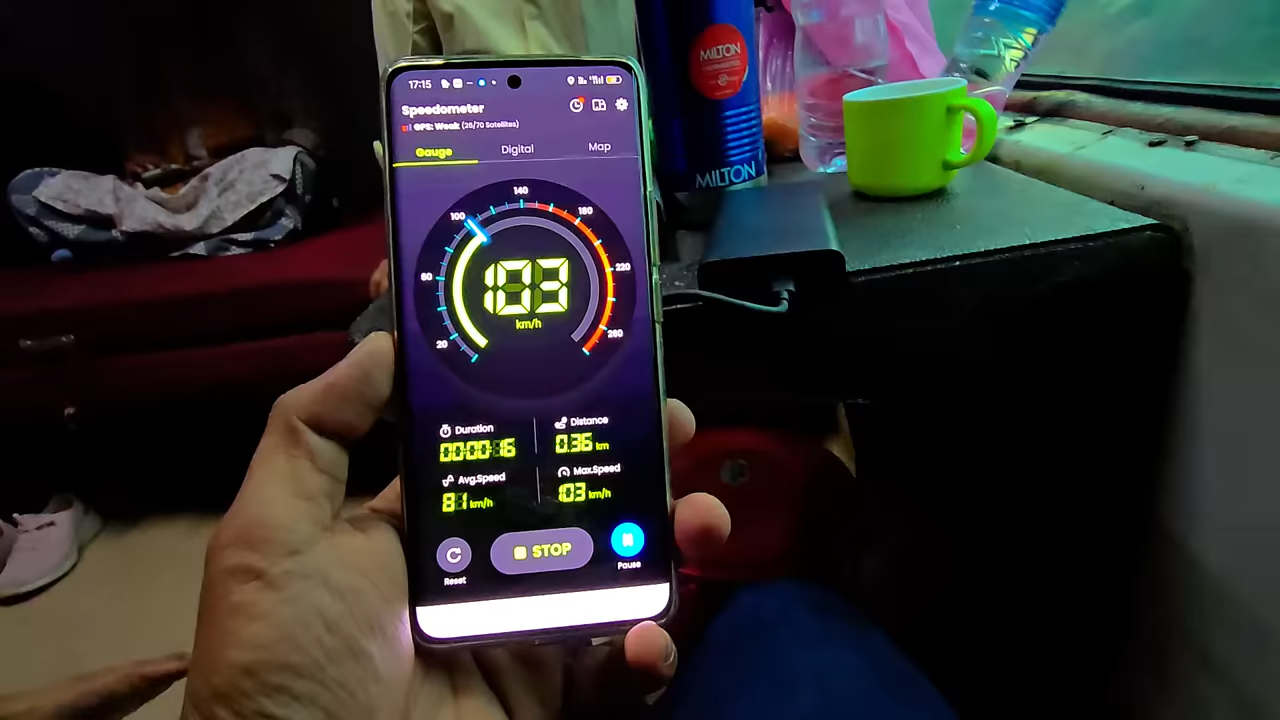 17:15
Speedometer
GPS: Weak (26/70 Satellites)
Gauge Digital Map
20
60
100
140
180
220
260
103
km/h
Duration
00:00:16
Distance
0.36 km
Avg.Speed
81 km/h
Max.Speed
103 km/h
Reset
STOP
Pause
MILTON
MILTON